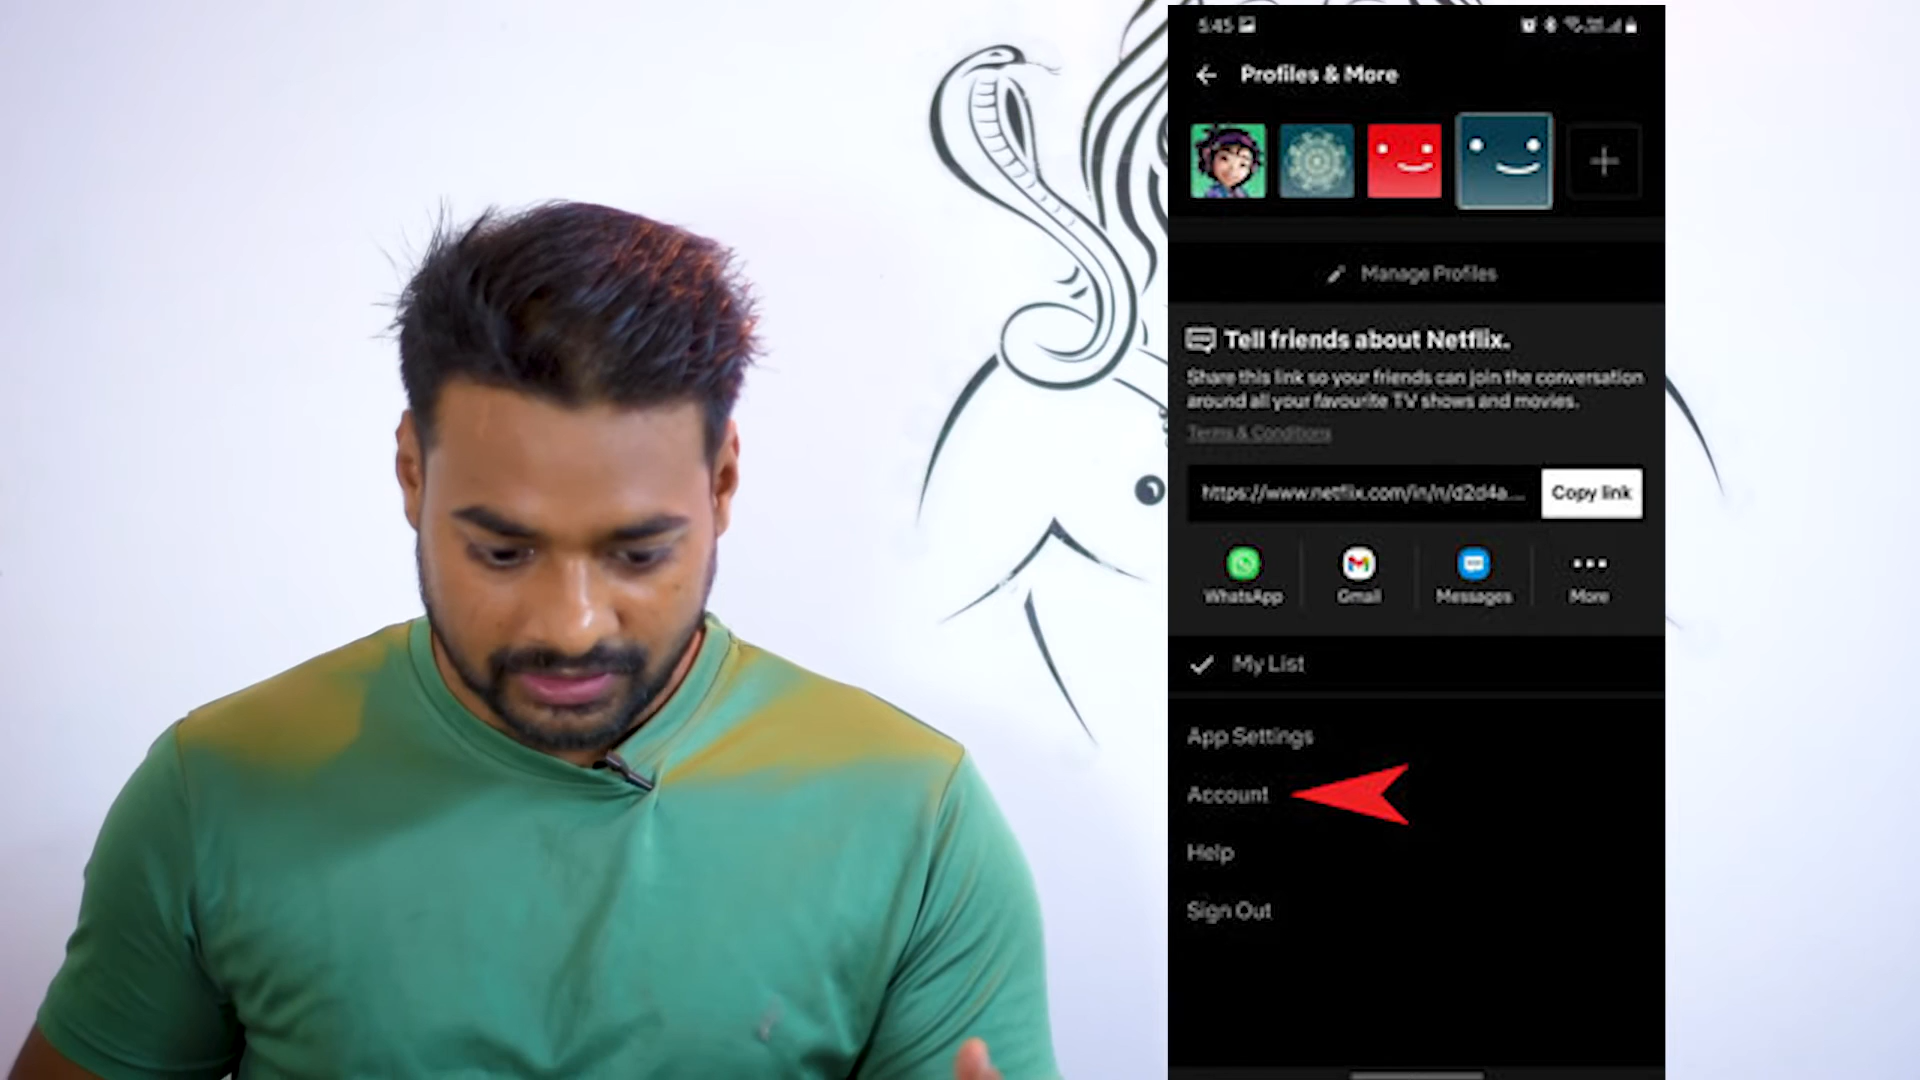 5:45
Profiles & More
Manage Profiles
Tell friends about Netflix.
Share this link so your friends can join the conversation
around all your favourite TV shows and movies.
Terms & Conditions
https://www.netflix.com/in/n/d2d4a... Copy link
WhatsApp Gmail Messages More
My List
App Settings
Account
Help
Sign Out